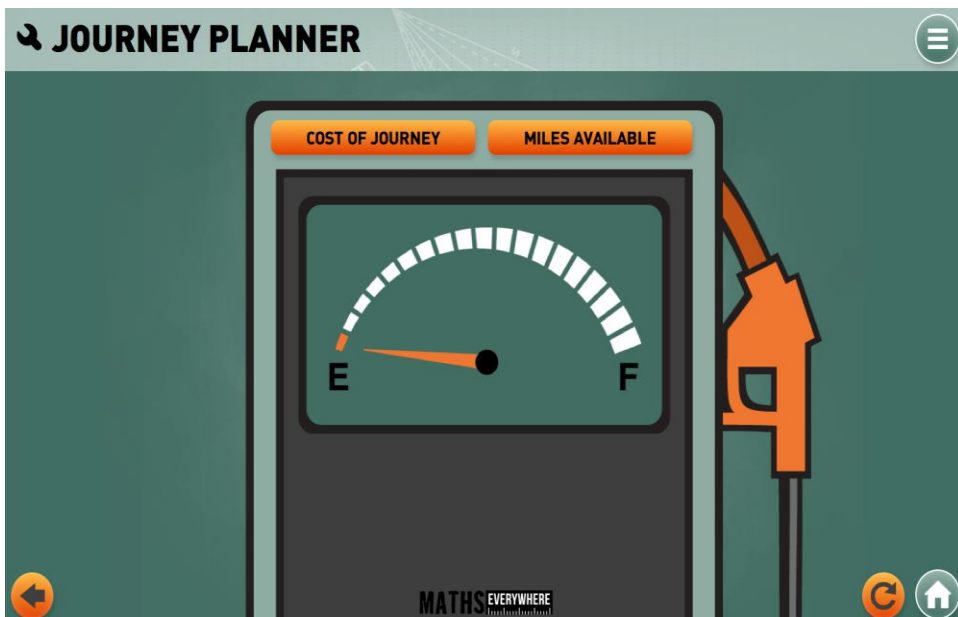 JOURNEY PLANNER
COST OF JOURNEY MILES AVAILABLE
E F
MATHS EVERYWHERE